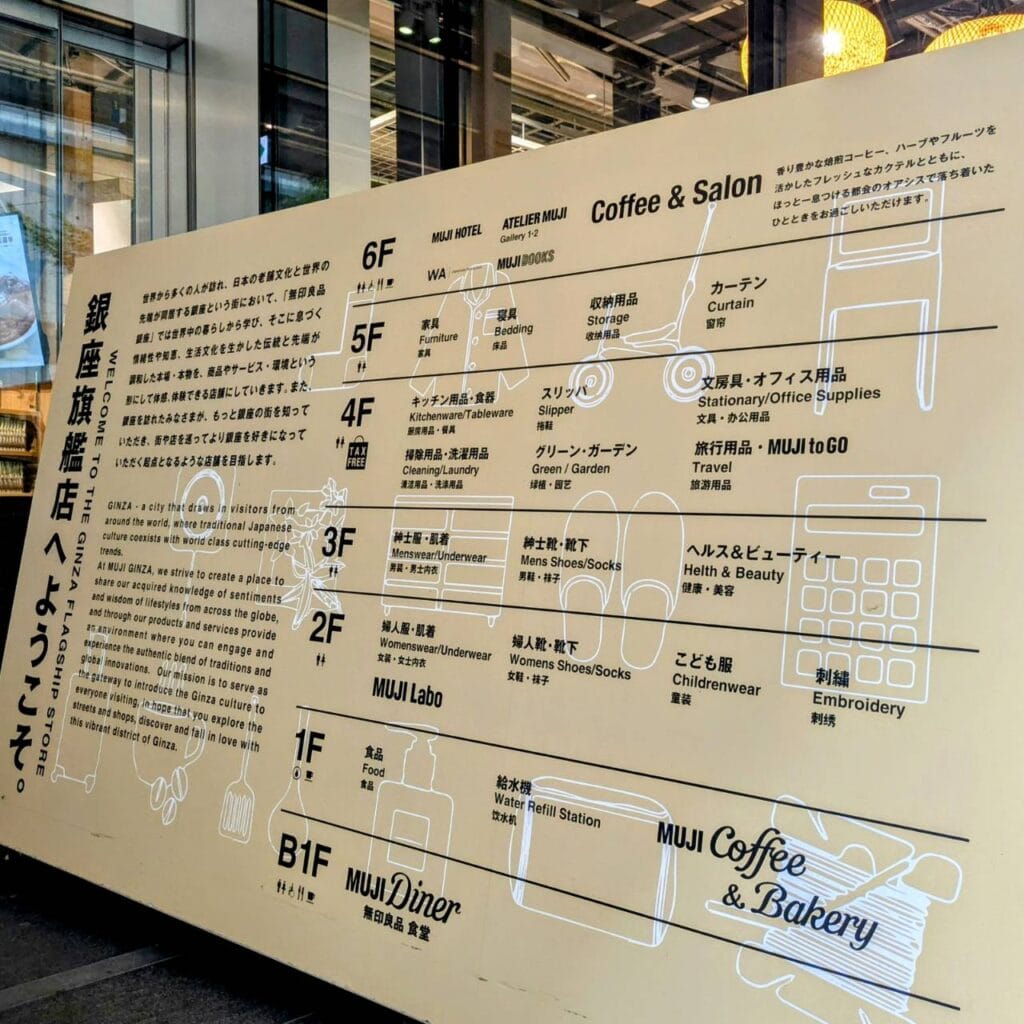 銀座旗艦店へようこそ。
WELCOME TO THE GINZA FLAGSHIP STORE
世界から多くの人が訪れ、日本の老舗文化と世界の
先端が同居する銀座という街において、「無印良品
銀座」では世界中の暮らしから学び、そこに息づく
情緒性や知恵、生活文化を生かした伝統と先端が
調和した本場・本物を、商品やサービス・環境という
形にして体感、体験できる店舗にしていきます。また、
銀座を訪れたみなさまが、もっと銀座の街を知って
いただき、街や店を巡ってより銀座を好きになって
いただく起点となるような店舗を目指します。
GINZA - a city that draws in visitors from
around the world, where traditional Japanese
culture coexists with world class cutting-edge
trends.
At MUJI GINZA, we strive to create a place to
share our acquired knowledge of sentiments
and wisdom of lifestyles from across the globe,
and through our products and services provide
an environment where you can engage and
experience the authentic blend of traditions and
global innovations. Our mission is to serve as
the gateway to introduce the Ginza culture to
everyone visiting, in hope that you explore the
streets and shops, discover and fall in love with
this vibrant district of Ginza.
6F
MUJI HOTEL
ATELIER MUJI
Gallery 1·2
Coffee & Salon
香り豊かな焙煎コーヒー、ハーブやフルーツを
活かしたフレッシュなカクテルとともに、
ほっと一息つける都会のオアシスで落ち着いた
ひとときをお過ごしいただけます。
WA
MUJI BOOKS
5F
家具
Furniture
家具
寝具
Bedding
床品
収納用品
Storage
收纳用品
カーテン
Curtain
窗帘
4F
TAX
FREE
キッチン用品・食器
Kitchenware/Tableware
厨房用品・餐具
スリッパ
Slipper
拖鞋
文房具・オフィス用品
Stationary/Office Supplies
文具・办公用品
掃除用品・洗濯用品
Cleaning/Laundry
清洁用品・洗涤用品
グリーン・ガーデン
Green / Garden
绿植・园艺
旅行用品・MUJI to GO
Travel
旅游用品
3F
紳士服・肌着
Menswear/Underwear
男装・男士内衣
紳士靴・靴下
Mens Shoes/Socks
男鞋・袜子
ヘルス&ビューティー
Helth & Beauty
健康・美容
2F
婦人服・肌着
Womenswear/Underwear
女装・女士内衣
婦人靴・靴下
Womens Shoes/Socks
女鞋・袜子
こども服
Childrenwear
童装
刺繍
Embroidery
刺绣
MUJI Labo
1F
食品
Food
食品
給水機
Water Refill Station
饮水机
MUJI Coffee
& Bakery
B1F
MUJI Diner
無印良品 食堂